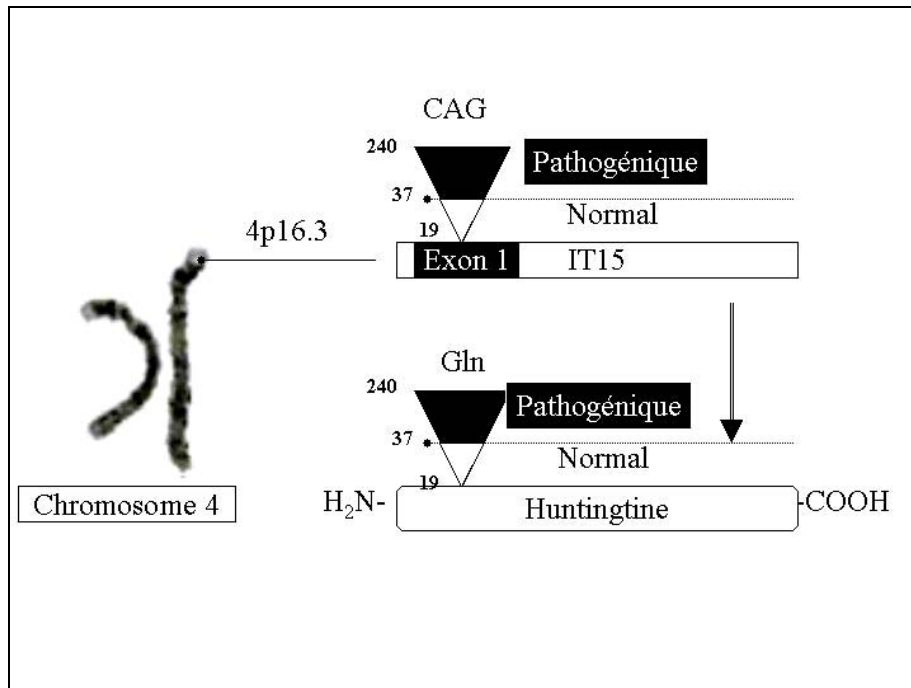 CAG
240
Pathogénique
37
Normal
19
4p16.3
Exon 1 IT15
Gln
240
Pathogénique
37
Normal
19
Chromosome 4
H₂N- Huntingtine -COOH